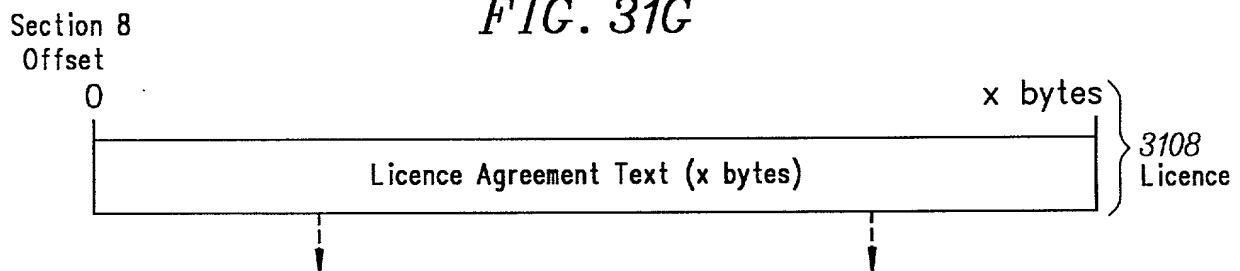 FIG. 31G
Section 8
Offset
0
x bytes
Licence Agreement Text (x bytes)
3108
Licence